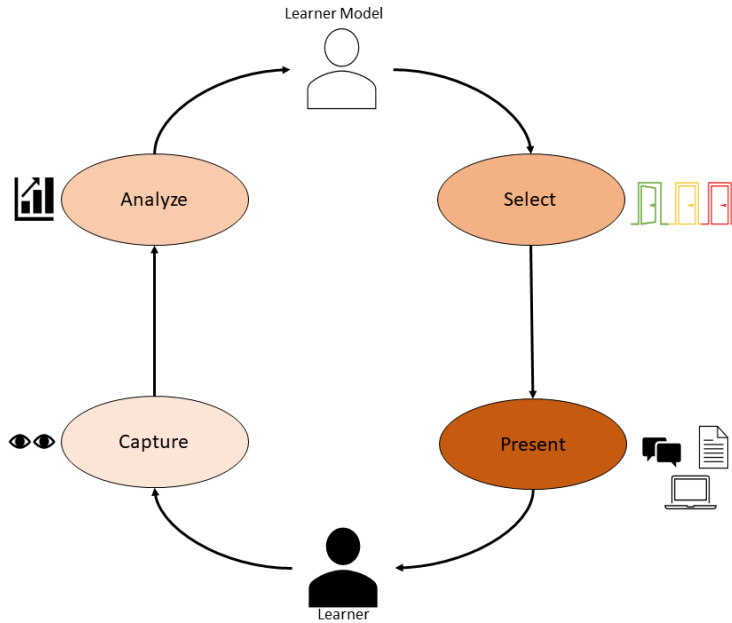 Learner Model
Analyze
Select
Capture
Present
Learner